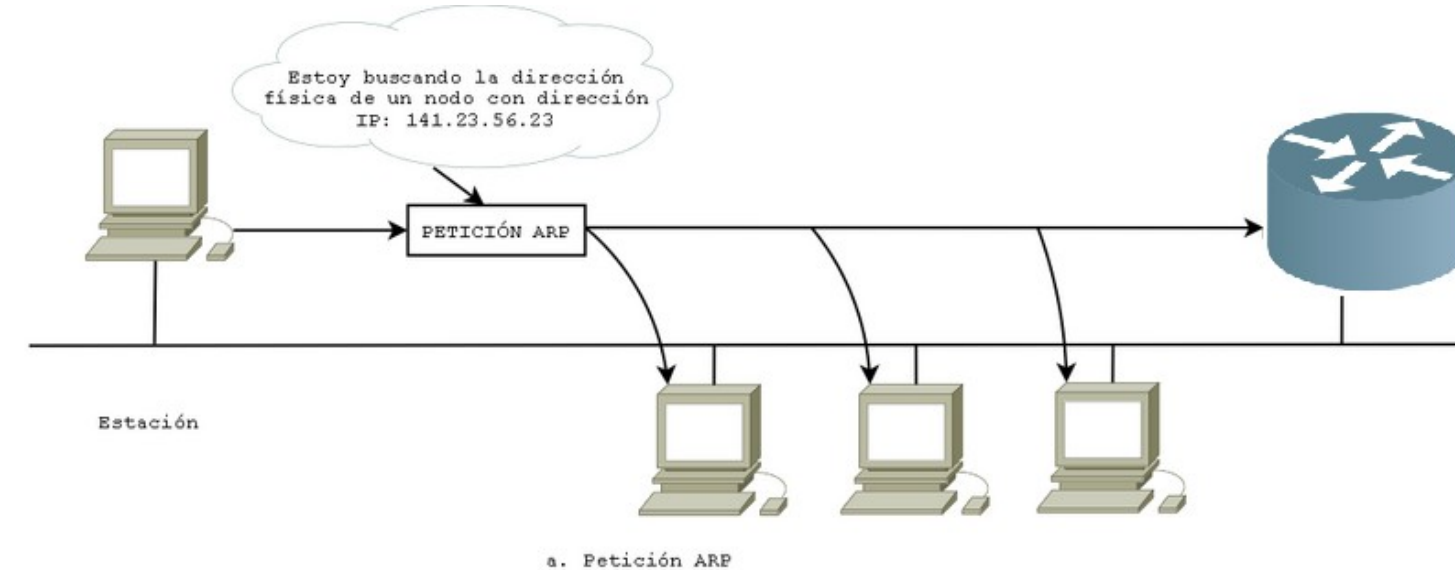 Estoy buscando la dirección
física de un nodo con dirección
IP: 141.23.56.23
PETICIÓN ARP
Estación
a. Petición ARP